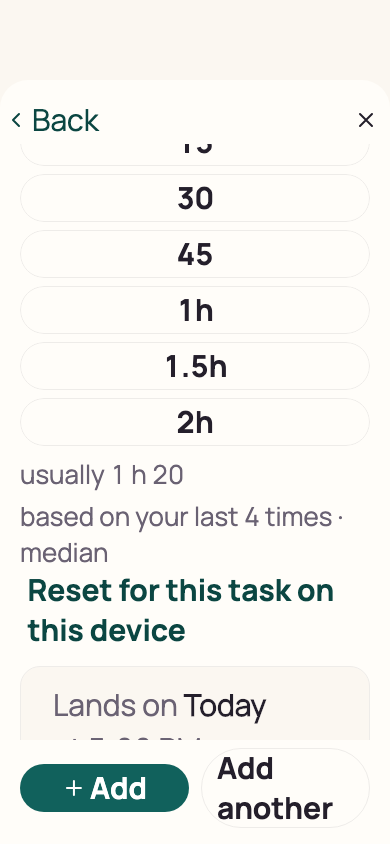 Back
30
45
1h
1.5h
2h
usually 1 h 20
based on your last 4 times ·
median
Reset for this task on
this device
Lands on Today
+ Add
Add
another